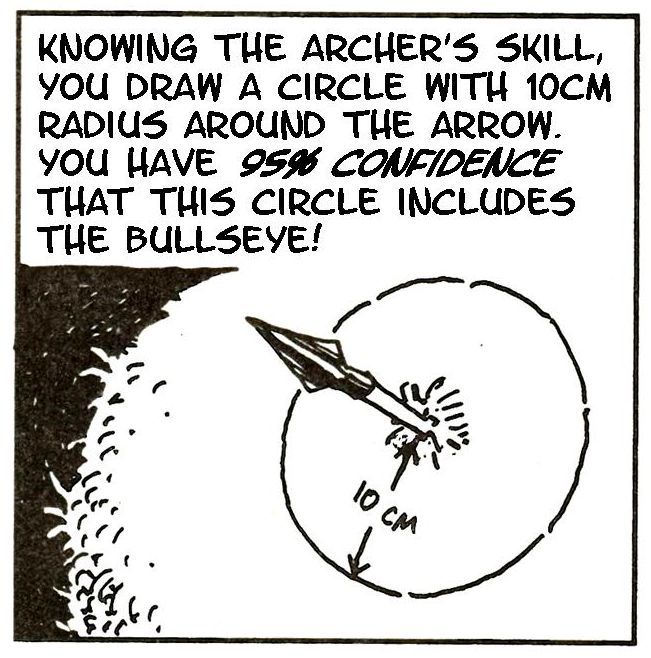 KNOWING THE ARCHER'S SKILL,
YOU DRAW A CIRCLE WITH 10CM
RADIUS AROUND THE ARROW.
YOU HAVE 95% CONFIDENCE
THAT THIS CIRCLE INCLUDES
THE BULLSEYE!
10 CM